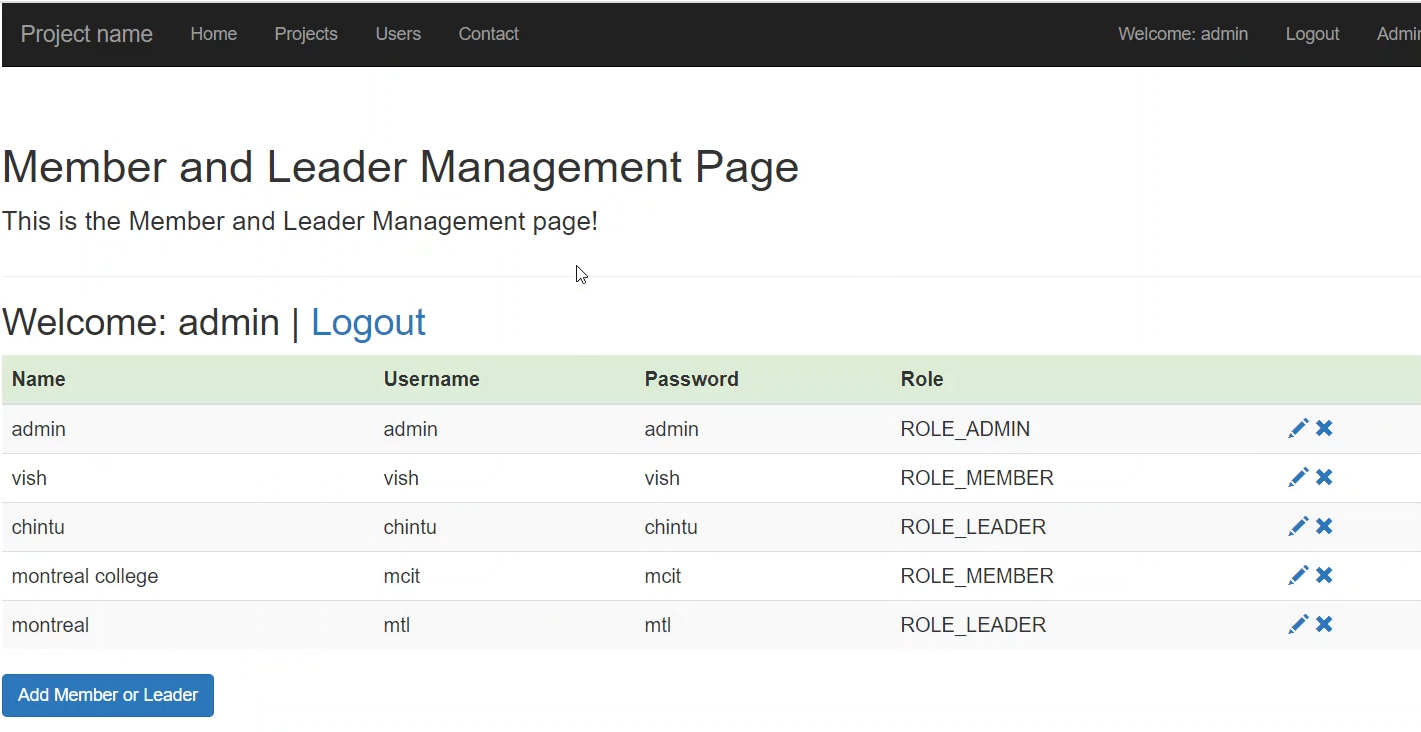 Project name Home Projects Users Contact Welcome: admin Logout
Member and Leader Management Page
This is the Member and Leader Management page!
Welcome: admin | Logout
Name Username Password Role
admin admin admin ROLE_ADMIN
vish vish vish ROLE_MEMBER
chintu chintu chintu ROLE_LEADER
montreal college mcit mcit ROLE_MEMBER
montreal mtl mtl ROLE_LEADER
Add Member or Leader